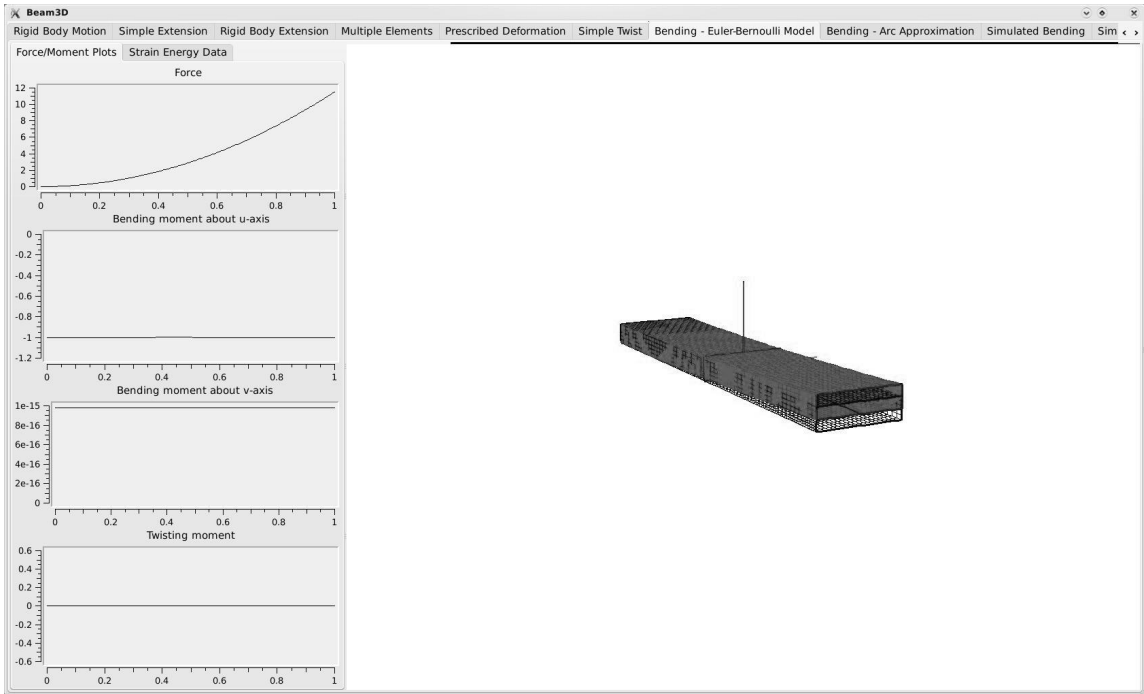 Beam3D
Rigid Body Motion Simple Extension Rigid Body Extension Multiple Elements Prescribed Deformation Simple Twist Bending - Euler-Bernoulli Model Bending - Arc Approximation Simulated Bending Sim
Force/Moment Plots Strain Energy Data
Force
12
10
8
6
4
2
0
0 0.2 0.4 0.6 0.8 1
Bending moment about u-axis
0
-0.2
-0.4
-0.6
-0.8
-1
-1.2
0 0.2 0.4 0.6 0.8 1
Bending moment about v-axis
1e-15
8e-16
6e-16
4e-16
2e-16
0
0 0.2 0.4 0.6 0.8 1
Twisting moment
0.6
0.4
0.2
0
-0.2
-0.4
-0.6
0 0.2 0.4 0.6 0.8 1